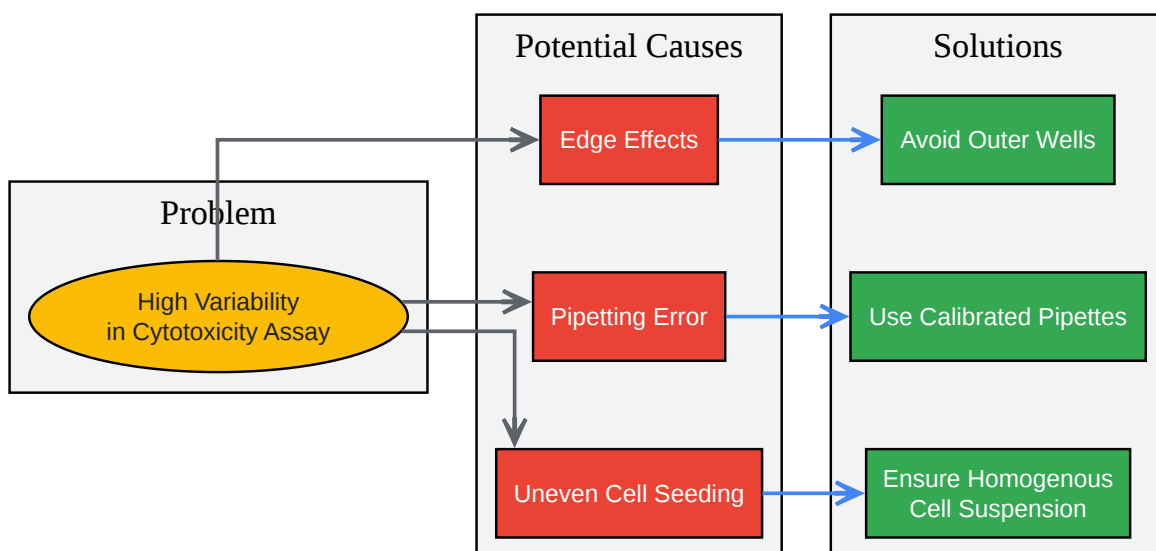 Potential Causes
Solutions
Edge Effects
Avoid Outer Wells
Problem
High Variability
in Cytotoxicity Assay
Pipetting Error
Use Calibrated Pipettes
Uneven Cell Seeding
Ensure Homogenous
Cell Suspension